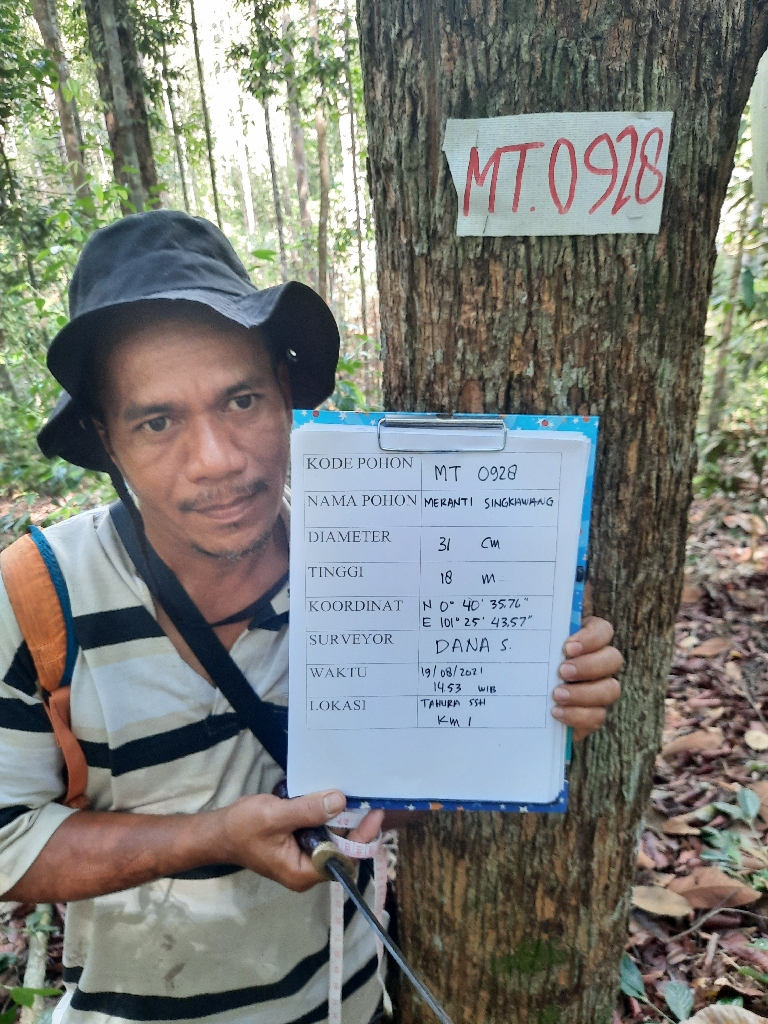 MT.0928
KODE POHON MT 0928
NAMA POHON MERANTI SINGKAWANG
DIAMETER 31 cm
TINGGI 18 m
KOORDINAT N 0° 40' 35.76"
E 101° 25' 43.57"
SURVEYOR DANA S.
WAKTU 19/08/2021
14.53 WIB
LOKASI TAHURA SSH
KM 1